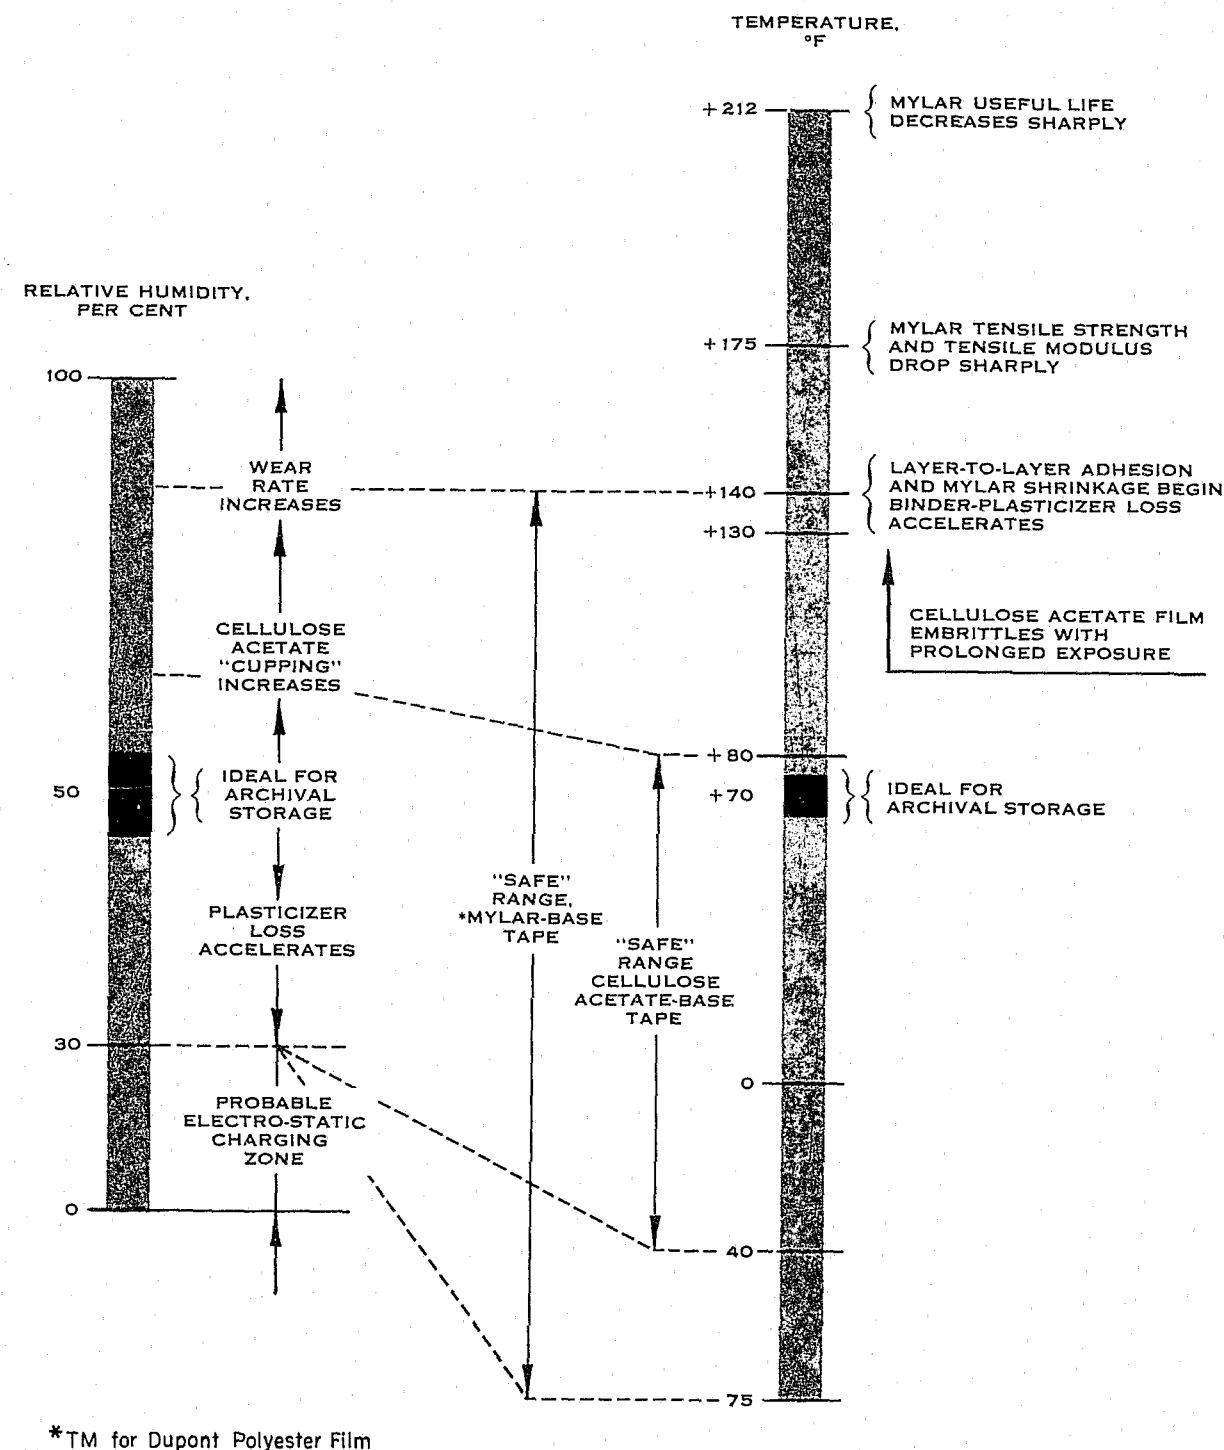 TEMPERATURE,
°F
+212
MYLAR USEFUL LIFE
DECREASES SHARPLY
RELATIVE HUMIDITY,
PER CENT
+175
MYLAR TENSILE STRENGTH
AND TENSILE MODULUS
DROP SHARPLY
100
WEAR
RATE
INCREASES
+140
LAYER-TO-LAYER ADHESION
AND MYLAR SHRINKAGE BEGIN
BINDER-PLASTICIZER LOSS
ACCELERATES
+130
CELLULOSE ACETATE FILM
EMBRITTLES WITH
PROLONGED EXPOSURE
CELLULOSE
ACETATE
"CUPPING"
INCREASES
+80
50
IDEAL FOR
ARCHIVAL
STORAGE
+70
IDEAL FOR
ARCHIVAL STORAGE
"SAFE"
RANGE,
*MYLAR-BASE
TAPE
PLASTICIZER
LOSS
ACCELERATES
"SAFE"
RANGE
CELLULOSE
ACETATE-BASE
TAPE
30
0
PROBABLE
ELECTRO-STATIC
CHARGING
ZONE
0
-40
-75
*TM for Dupont Polyester Film